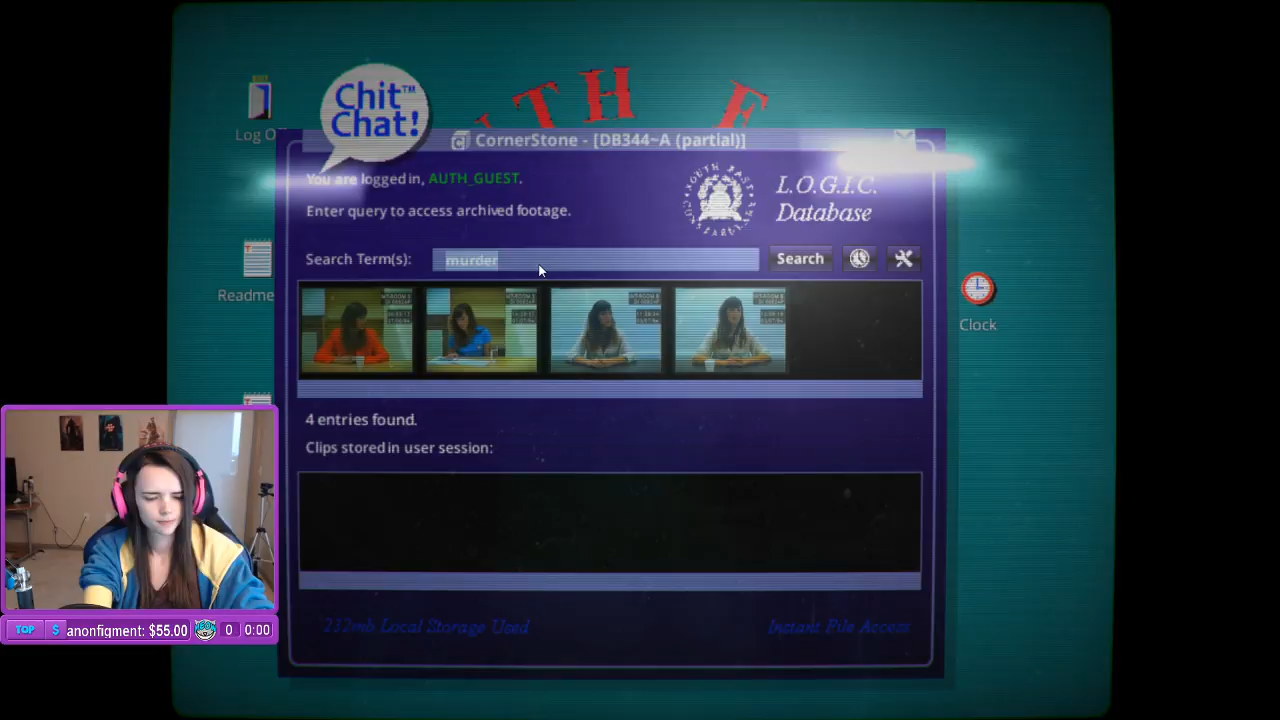 TH F
Chit™
Chat!
Log O
CornerStone - [DB344~A (partial)]
You are logged in, AUTH_GUEST.
Enter query to access archived footage.
L.O.G.I.C.
Database
Search Term(s):
murder
Search
Readme
Clock
4 entries found.
Clips stored in user session:
232mb Local Storage Used
Instant File Access
TOP $ anonfigment: $55.00 0 0:00